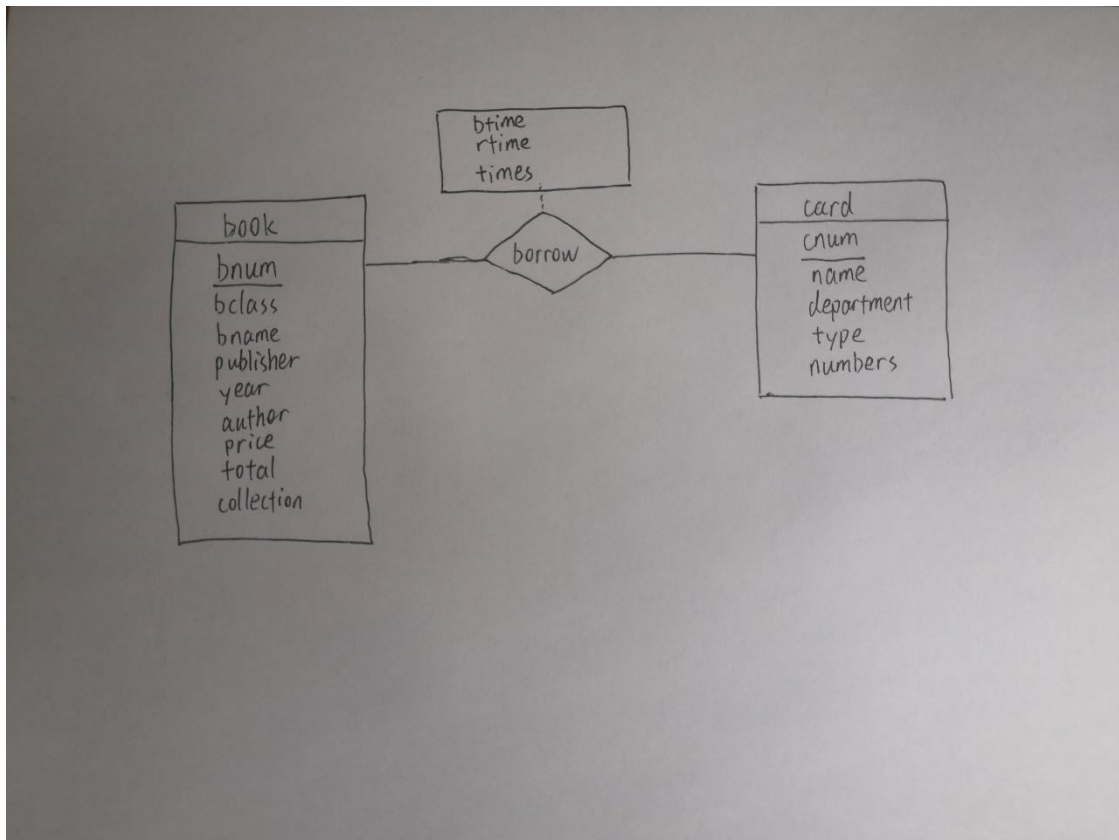 btime
rtime
times
book
bnum
bclass
bname
publisher
year
author
price
total
collection
borrow
card
cnum
name
department
type
numbers